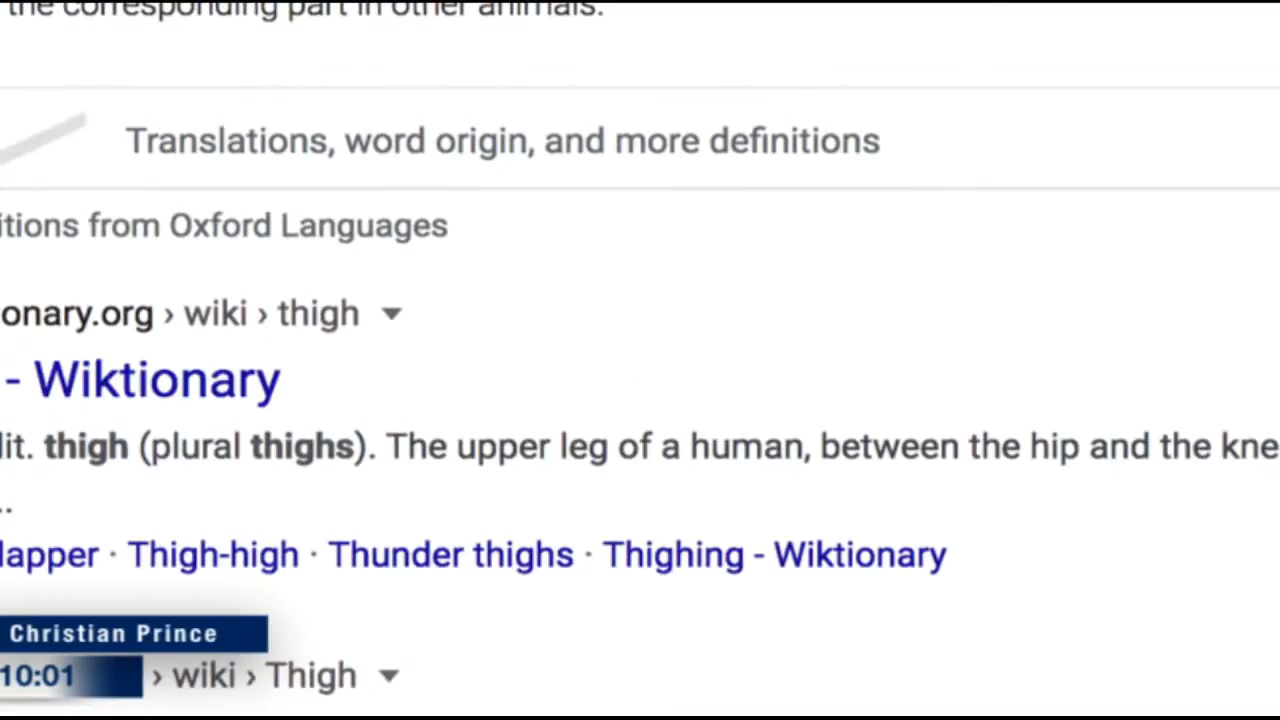 the corresponding part in other animals.
Translations, word origin, and more definitions
itions from Oxford Languages
onary.org › wiki › thigh
- Wiktionary
lit. thigh (plural thighs). The upper leg of a human, between the hip and the kne
..
lapper · Thigh-high · Thunder thighs · Thighing - Wiktionary
Christian Prince
10:01 › wiki › Thigh